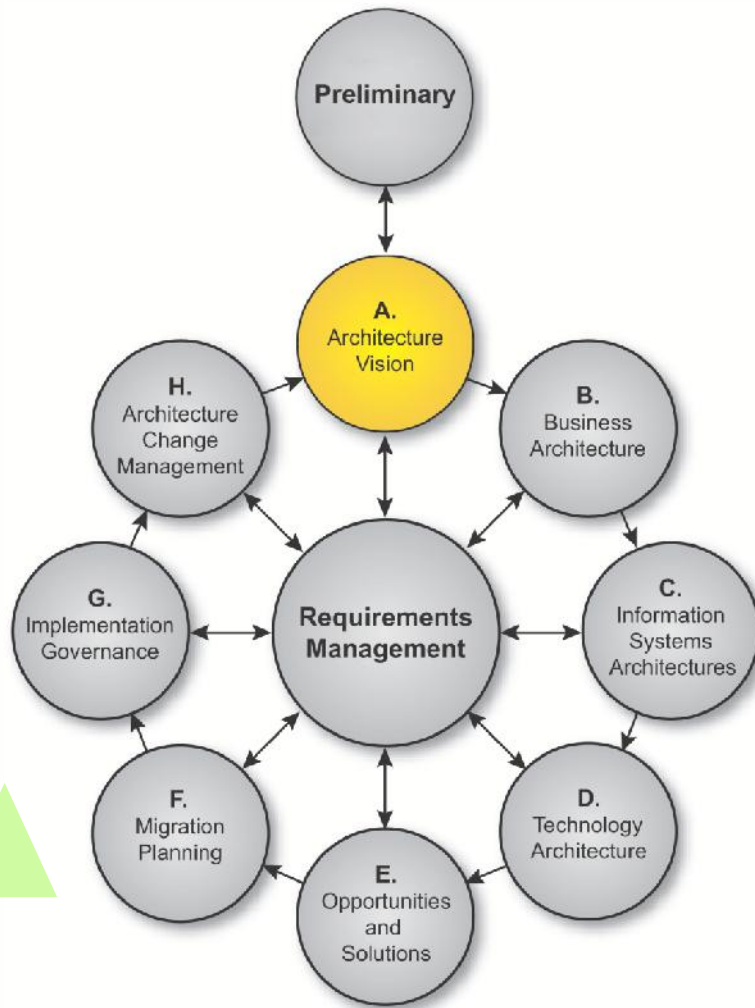 Preliminary
A.
Architecture
Vision
B.
Business
Architecture
C.
Information
Systems
Architectures
D.
Technology
Architecture
E.
Opportunities
and
Solutions
F.
Migration
Planning
G.
Implementation
Governance
H.
Architecture
Change
Management
Requirements
Management